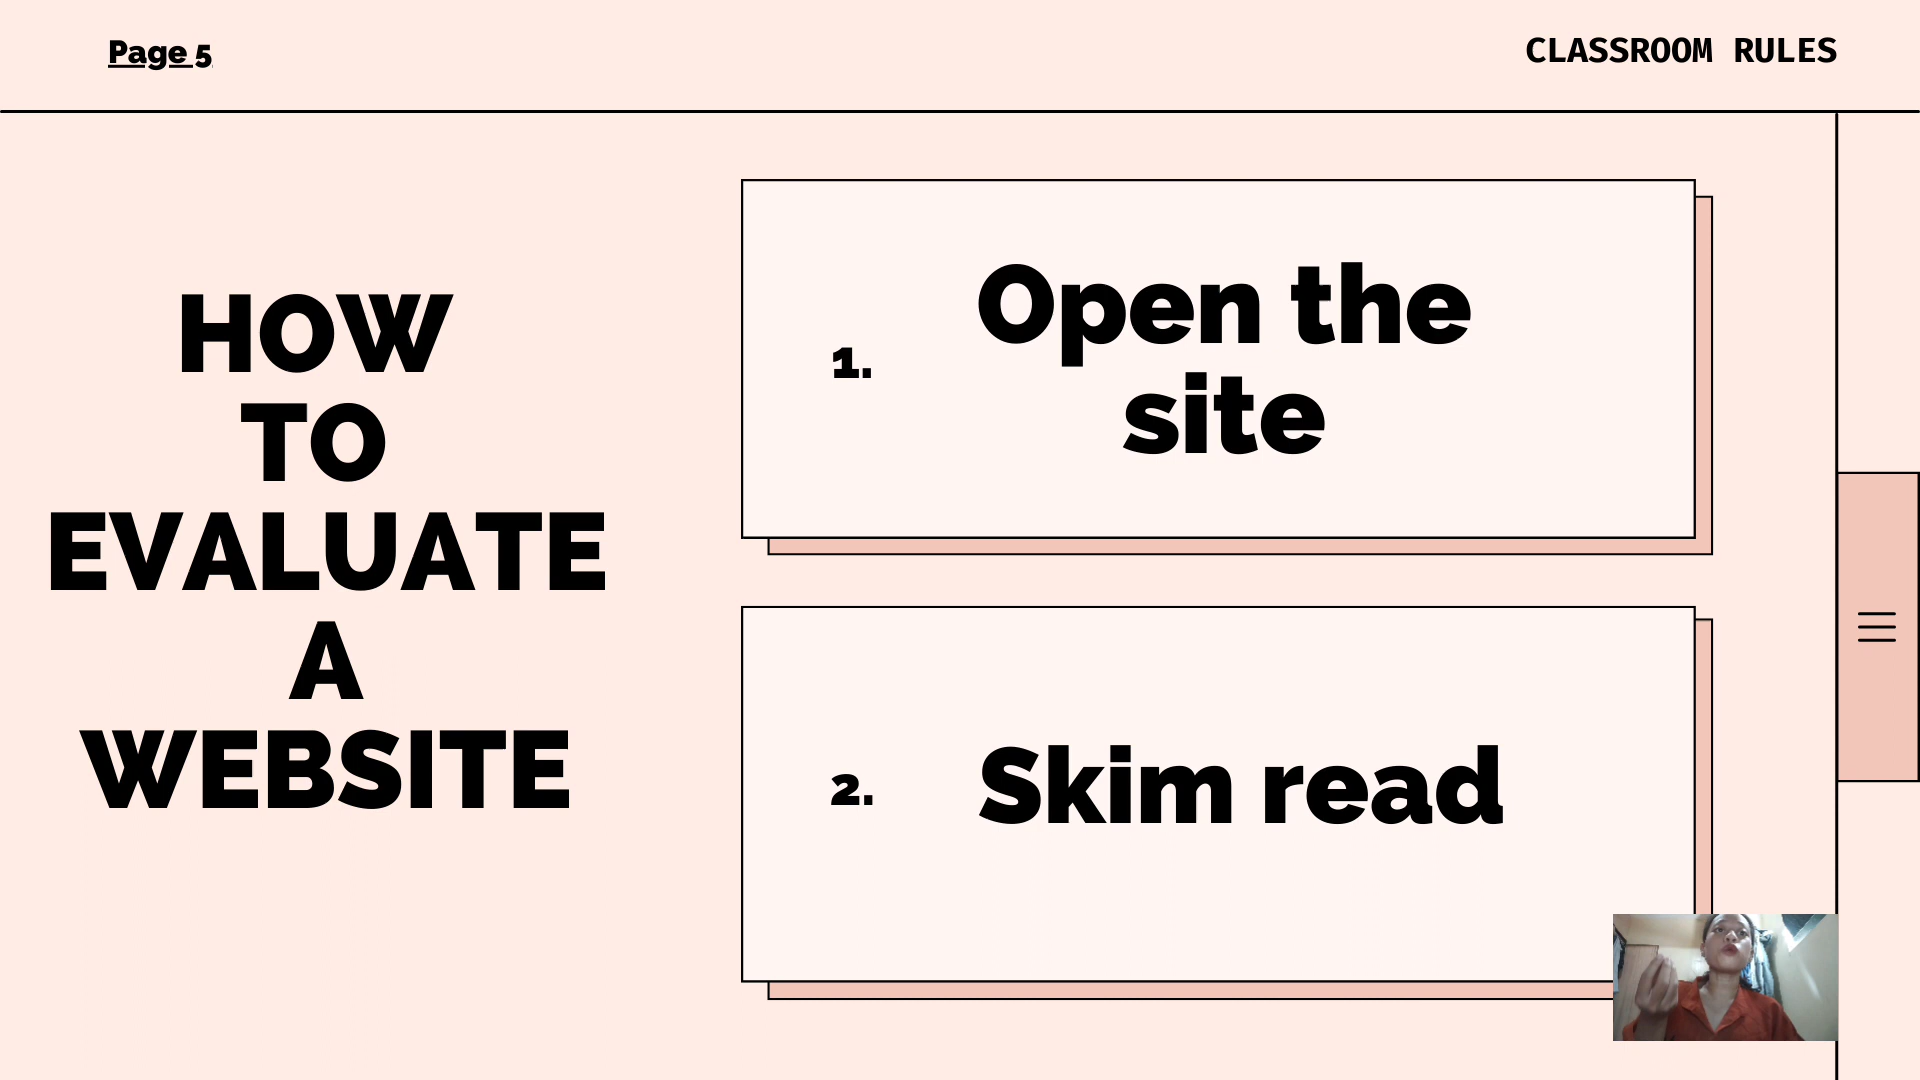 Page 5
CLASSROOM RULES
HOW
TO
EVALUATE
A
WEBSITE
1.
Open the
site
2.
Skim read